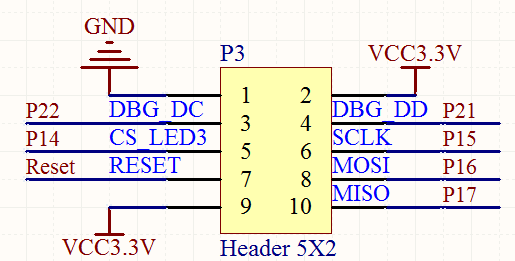 GND
P3
VCC3.3V
1 2
P22 DBG_DC 3 4 DBG_DD P21
P14 CS_LED3 5 6 SCLK P15
Reset RESET 7 8 MOSI P16
9 10 MISO P17
VCC3.3V
Header 5X2